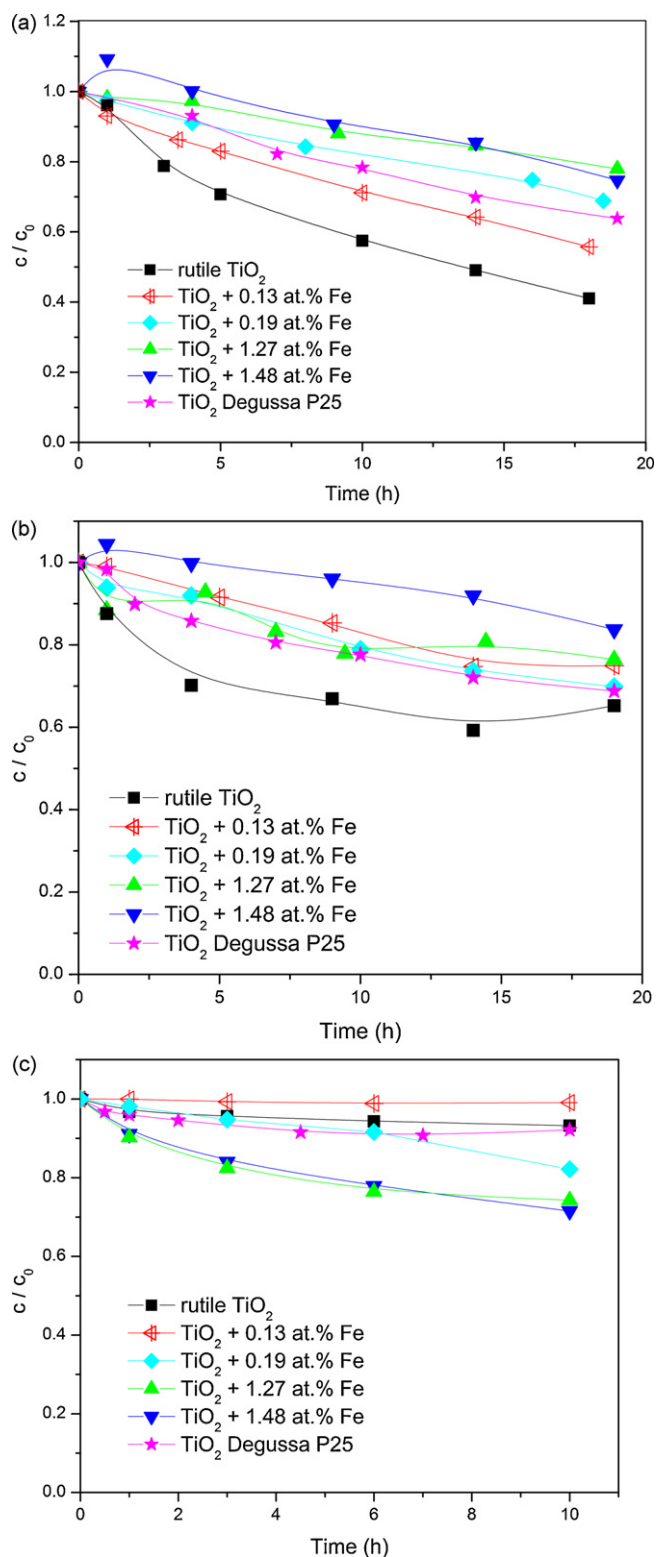 (a)
1.2
1.0
0.8
0.6
0.4
0.2
0.0
c / c₀
rutile TiO₂
TiO₂ + 0.13 at.% Fe
TiO₂ + 0.19 at.% Fe
TiO₂ + 1.27 at.% Fe
TiO₂ + 1.48 at.% Fe
TiO₂ Degussa P25
0 5 10 15 20
Time (h)
(b)
1.0
0.8
0.6
0.4
0.2
0.0
c / c₀
rutile TiO₂
TiO₂ + 0.13 at.% Fe
TiO₂ + 0.19 at.% Fe
TiO₂ + 1.27 at.% Fe
TiO₂ + 1.48 at.% Fe
TiO₂ Degussa P25
0 5 10 15 20
Time (h)
(c)
1.0
0.8
0.6
0.4
0.2
0.0
c / c₀
rutile TiO₂
TiO₂ + 0.13 at.% Fe
TiO₂ + 0.19 at.% Fe
TiO₂ + 1.27 at.% Fe
TiO₂ + 1.48 at.% Fe
TiO₂ Degussa P25
0 2 4 6 8 10
Time (h)